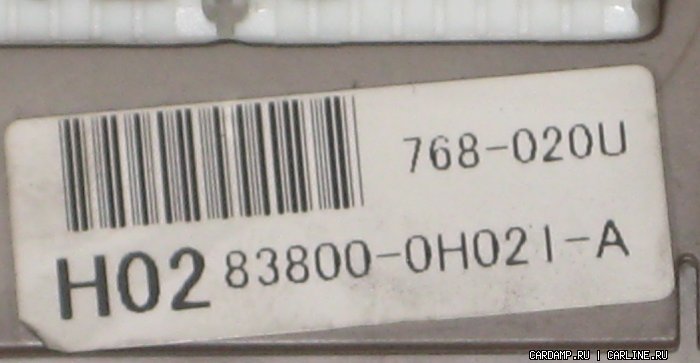 768-020U
H02 83800-0H021-A
CARDAMP.RU | CARLINE.RU